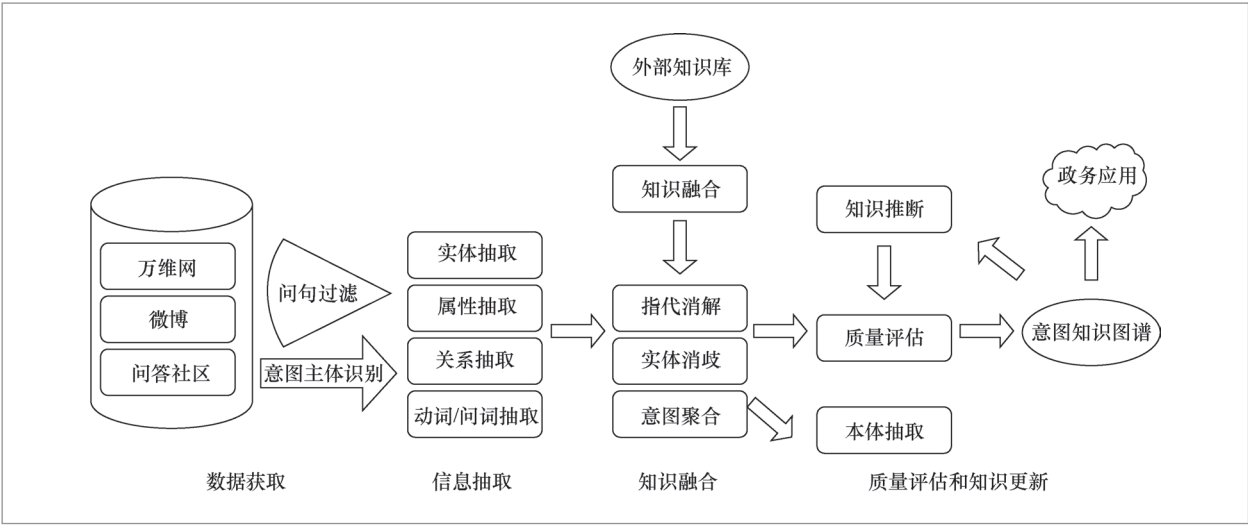 外部知识库
知识融合
政务应用
知识推断
万维网
微博
问答社区
问句过滤
意图主体识别
实体抽取
属性抽取
关系抽取
动词/问词抽取
指代消解
实体消歧
意图聚合
质量评估
意图知识图谱
本体抽取
数据获取
信息抽取
知识融合
质量评估和知识更新